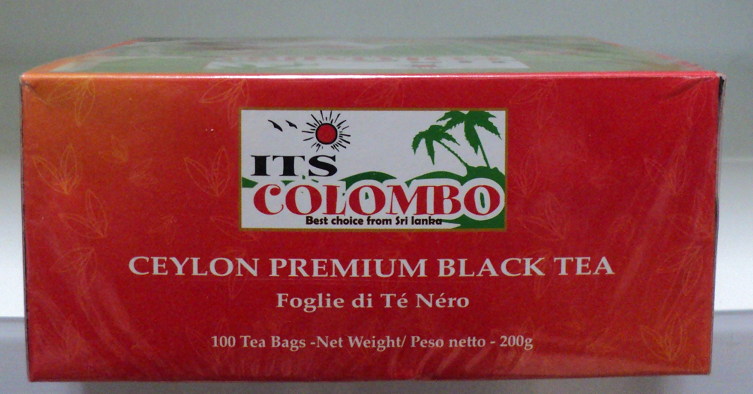 ITS
COLOMBO
Best choice from Sri lanka
CEYLON PREMIUM BLACK TEA
Foglie di Té Néro
100 Tea Bags -Net Weight/ Peso netto - 200g